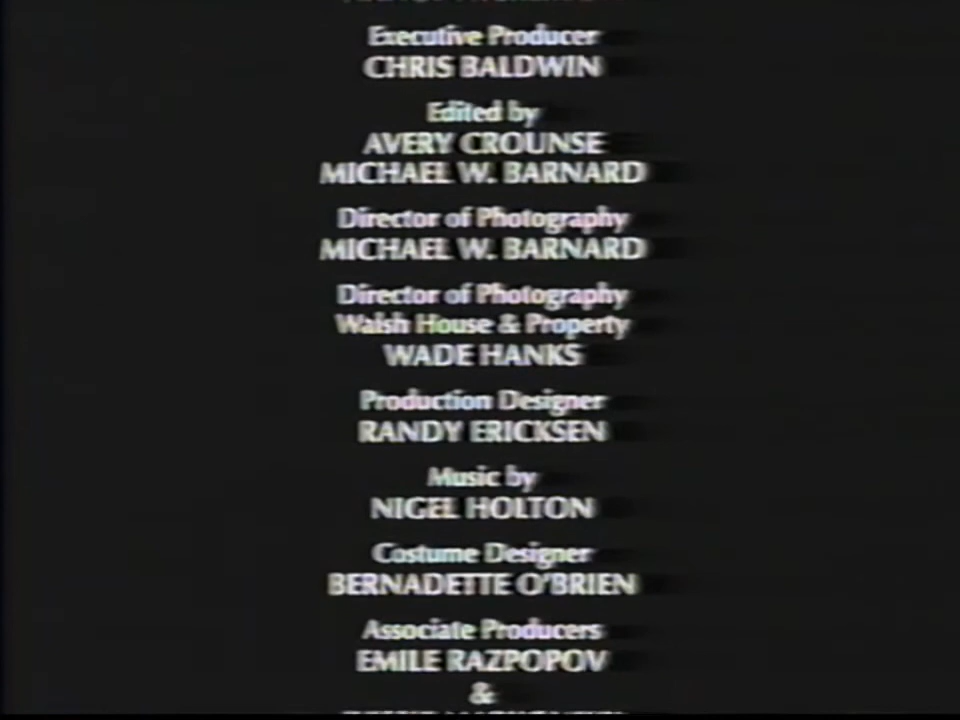 Executive Producer
CHRIS BALDWIN
Edited by
AVERY CROUNSE
MICHAEL W. BARNARD
Director of Photography
MICHAEL W. BARNARD
Director of Photography
Walsh House & Property
WADE HANKS
Production Designer
RANDY ERICKSEN
Music by
NIGEL HOLTON
Costume Designer
BERNADETTE O'BRIEN
Associate Producers
EMILE RAZPOPOV
&